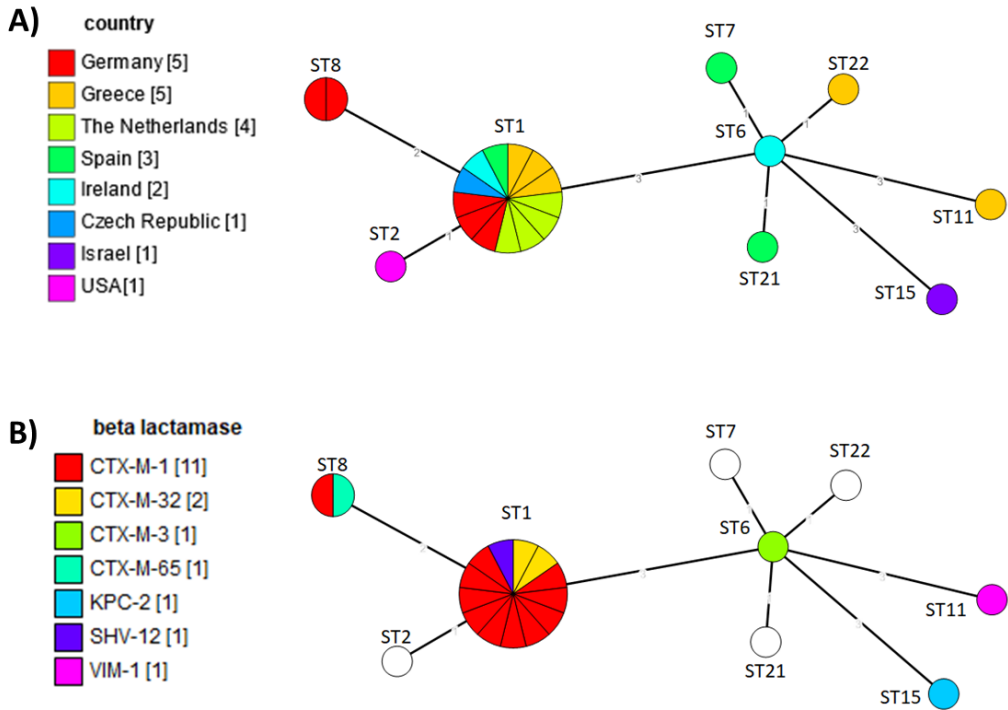 A)
country
Germany [5]
Greece [5]
The Netherlands [4]
Spain [3]
Ireland [2]
Czech Republic [1]
Israel [1]
USA[1]
ST8
ST1
ST2
ST7
ST22
ST6
ST11
ST21
ST15
2
1
3
1
1
1
3
3
B)
beta lactamase
CTX-M-1 [11]
CTX-M-32 [2]
CTX-M-3 [1]
CTX-M-65 [1]
KPC-2 [1]
SHV-12 [1]
VIM-1 [1]
ST8
ST1
ST2
ST7
ST22
ST6
ST11
ST21
ST15
3
3
3